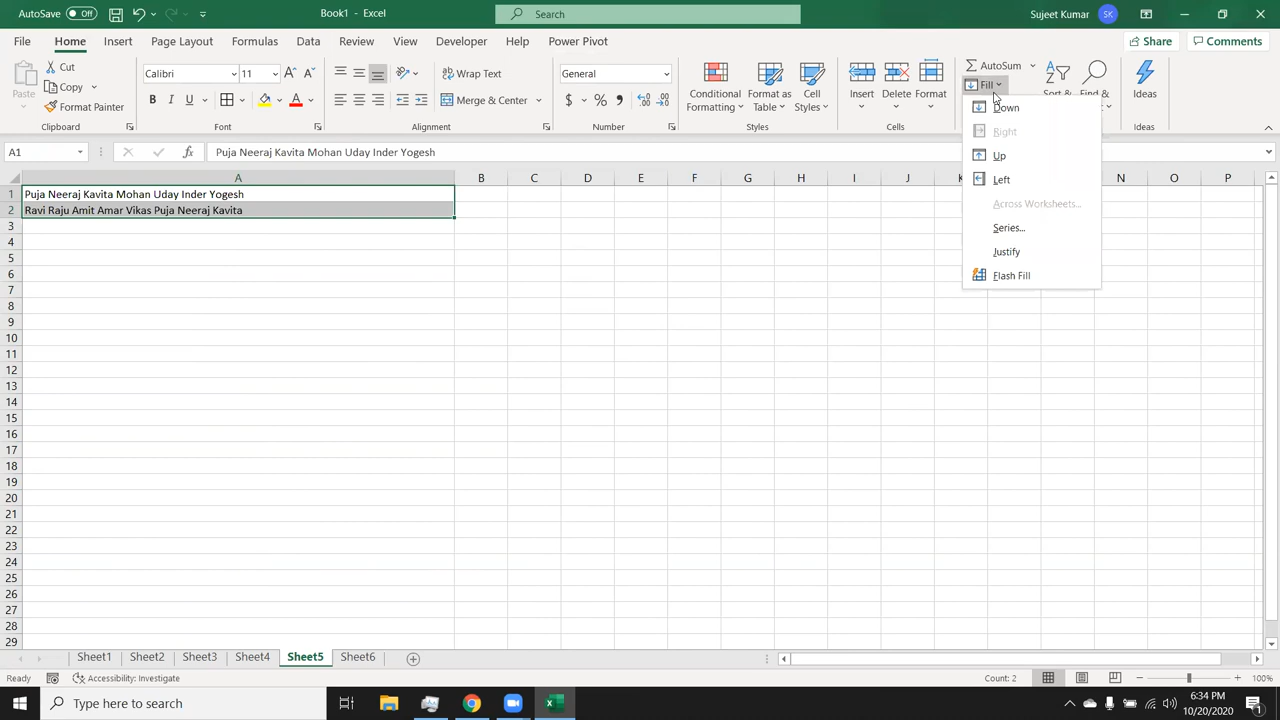 AutoSave Off Book1 - Excel Search Sujeet Kumar SK
File Home Insert Page Layout Formulas Data Review View Developer Help Power Pivot Share Comments
Paste Cut Copy Format Painter Clipboard
Calibri 11 B I U A Font
Wrap Text Merge & Center Alignment
General $ % Number
Conditional Formatting Format as Table Cell Styles Styles
Insert Delete Format Cells
AutoSum Fill Sort & Find & Ideas Ideas
Down
Right
Up
Left
Across Worksheets...
Series...
Justify
Flash Fill
A1 fx Puja Neeraj Kavita Mohan Uday Inder Yogesh
A B C D E F G H I J K N O P
1 Puja Neeraj Kavita Mohan Uday Inder Yogesh
2 Ravi Raju Amit Amar Vikas Puja Neeraj Kavita
3
4
5
6
7
8
9
10
11
12
13
14
15
16
17
18
19
20
21
22
23
24
25
26
27
28
29
Sheet1 Sheet2 Sheet3 Sheet4 Sheet5 Sheet6
Ready Accessibility: Investigate Count: 2 100%
Type here to search 6:34 PM
10/20/2020